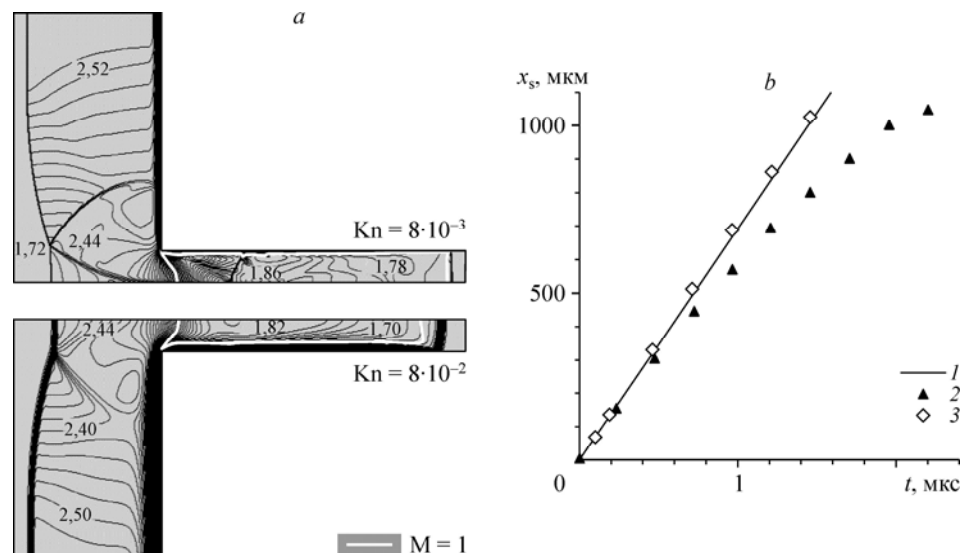 a
2,52
Kn = 8·10⁻³
1,72
2,44
1,86
1,78
2,44
1,82
1,70
Kn = 8·10⁻²
2,40
2,50
M = 1
xₛ, мкм
b
1000
500
0
1
t, мкс
1
2
3